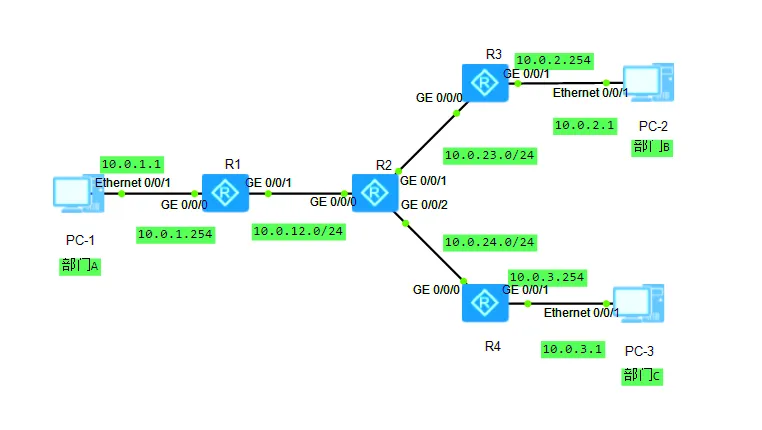 R3
10.0.2.254
GE 0/0/1
GE 0/0/0
Ethernet 0/0/1
PC-2
10.0.2.1
部门B
10.0.23.0/24
10.0.1.1
R1
R2
Ethernet 0/0/1
GE 0/0/1
GE 0/0/1
GE 0/0/0
GE 0/0/0
GE 0/0/2
10.0.1.254
10.0.12.0/24
PC-1
部门A
10.0.24.0/24
10.0.3.254
GE 0/0/0
GE 0/0/1
Ethernet 0/0/1
R4
10.0.3.1
PC-3
部门C
R
R
R
R